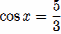 cos x = 5/3